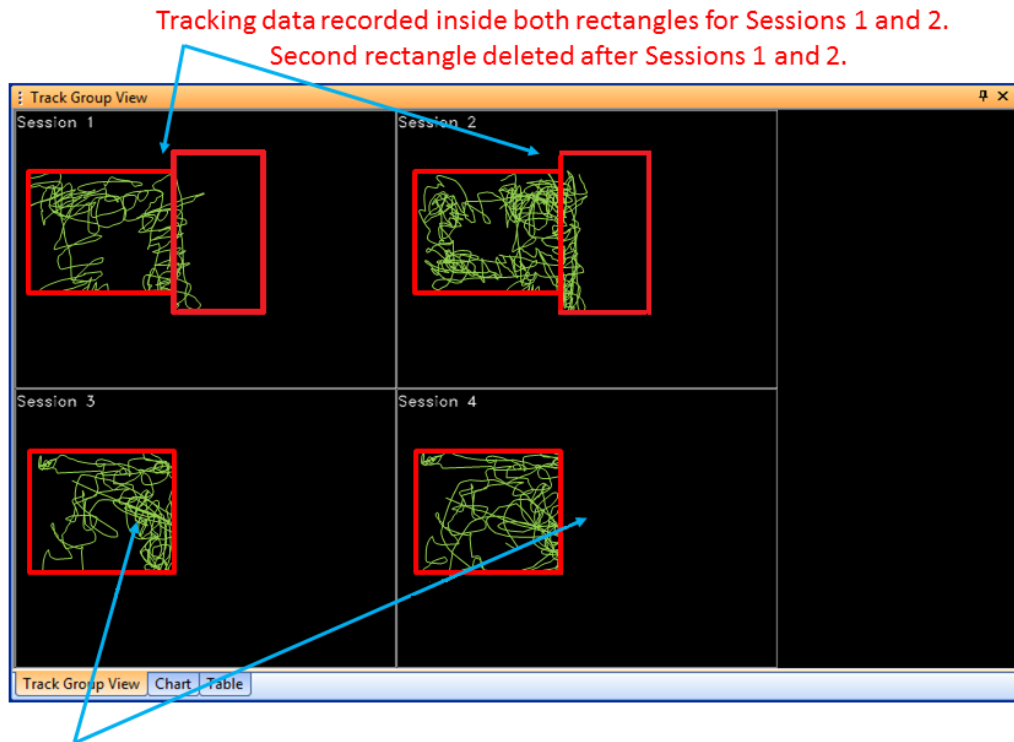 Tracking data recorded inside both rectangles for Sessions 1 and 2.
Second rectangle deleted after Sessions 1 and 2.
Track Group View
Session 1
Session 2
Session 3
Session 4
Track Group View
Chart
Table